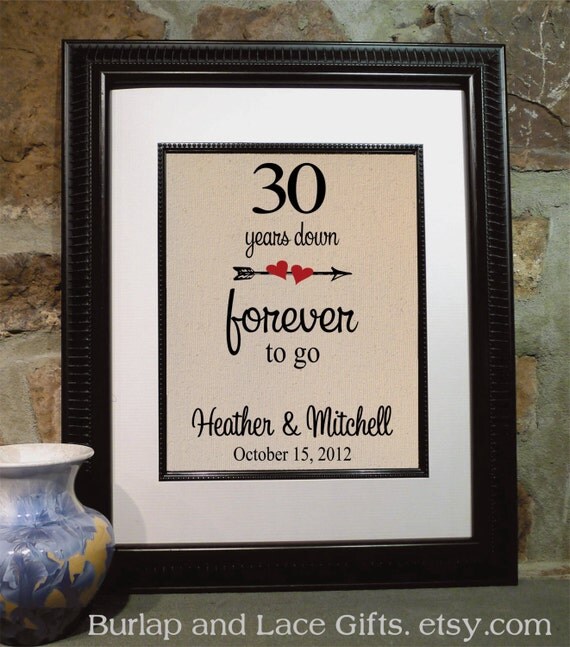 30
years down
forever
to go
Heather & Mitchell
October 15, 2012
Burlap and Lace Gifts. etsy.com